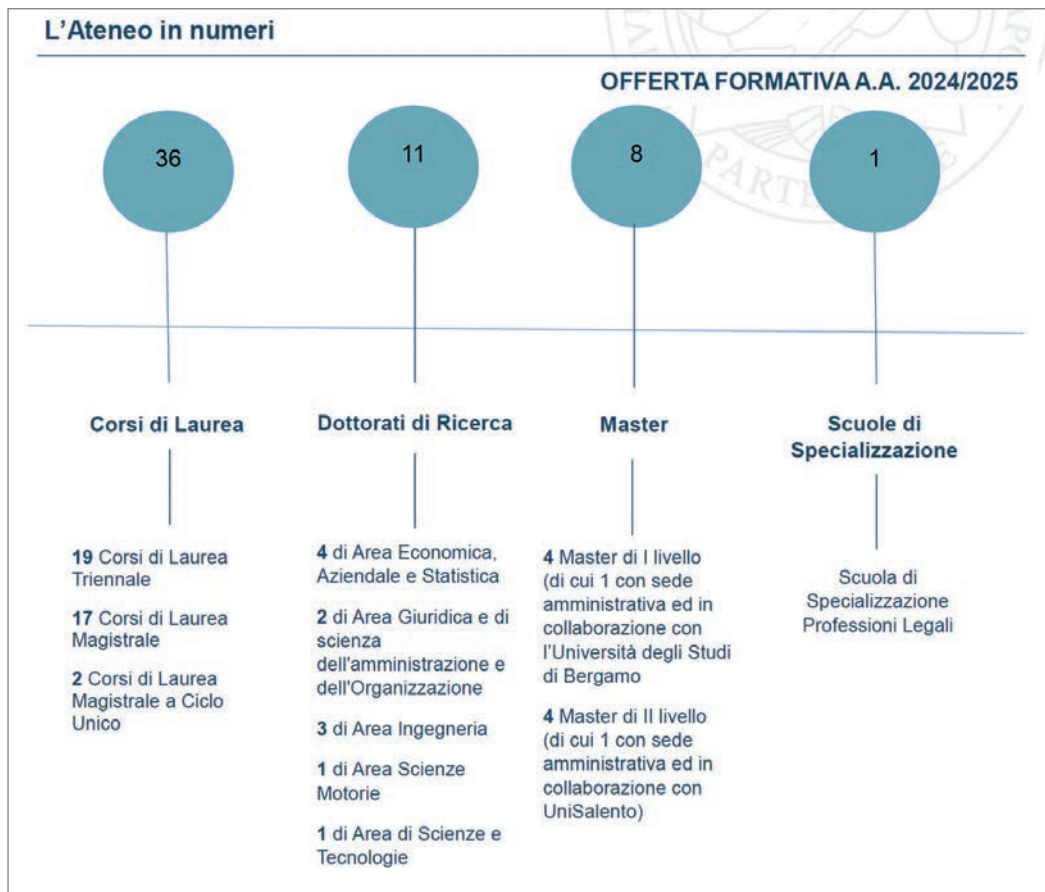 L'Ateneo in numeri
OFFERTA FORMATIVA A.A. 2024/2025
36
11
8
1
Corsi di Laurea
19 Corsi di Laurea
Triennale
17 Corsi di Laurea
Magistrale
2 Corsi di Laurea
Magistrale a Ciclo
Unico
Dottorati di Ricerca
4 di Area Economica,
Aziendale e Statistica
2 di Area Giuridica e di
scienza
dell'amministrazione e
dell'Organizzazione
3 di Area Ingegneria
1 di Area Scienze
Motorie
1 di Area di Scienze e
Tecnologie
Master
4 Master di I livello
(di cui 1 con sede
amministrativa ed in
collaborazione con
l'Università degli Studi
di Bergamo
4 Master di II livello
(di cui 1 con sede
amministrativa ed in
collaborazione con
UniSalento)
Scuole di
Specializzazione
Scuola di
Specializzazione
Professioni Legali